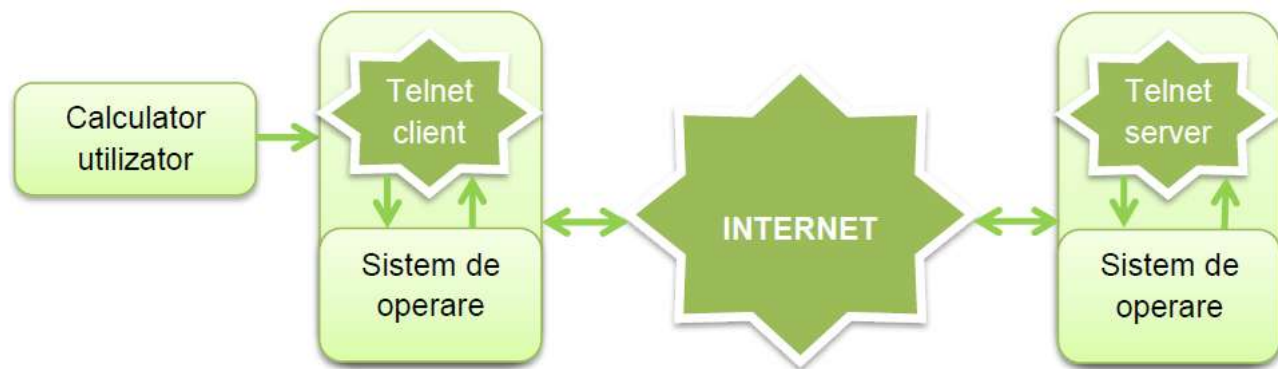 Calculator
utilizator
Telnet
client
Sistem de
operare
INTERNET
Telnet
server
Sistem de
operare